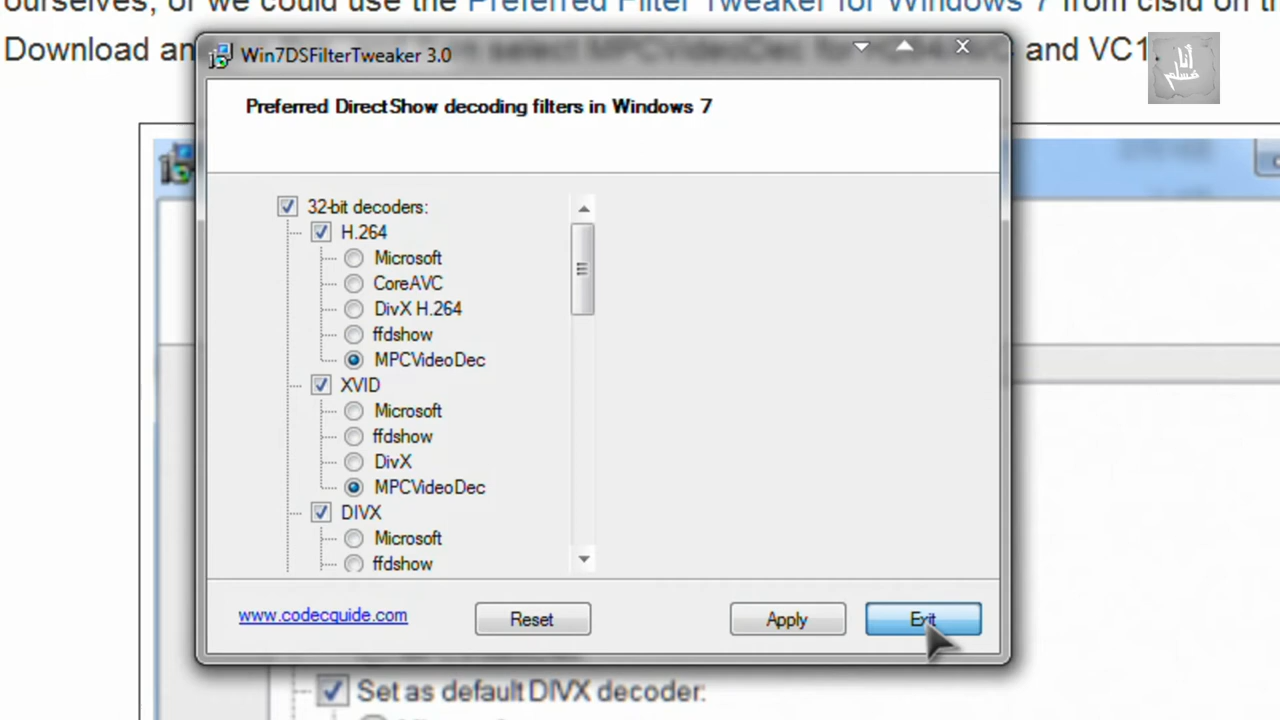 ourselves, or we could use the Preferred Filter Tweaker for Windows 7 from clsid on th
Download an
and VC1.
أنا مسلم
Win7DSFilterTweaker 3.0
Preferred DirectShow decoding filters in Windows 7
32-bit decoders:
H.264
Microsoft
CoreAVC
DivX H.264
ffdshow
MPCVideoDec
XVID
Microsoft
ffdshow
DivX
MPCVideoDec
DIVX
Microsoft
ffdshow
www.codecguide.com
Reset
Apply
Exit
Set as default DIVX decoder: